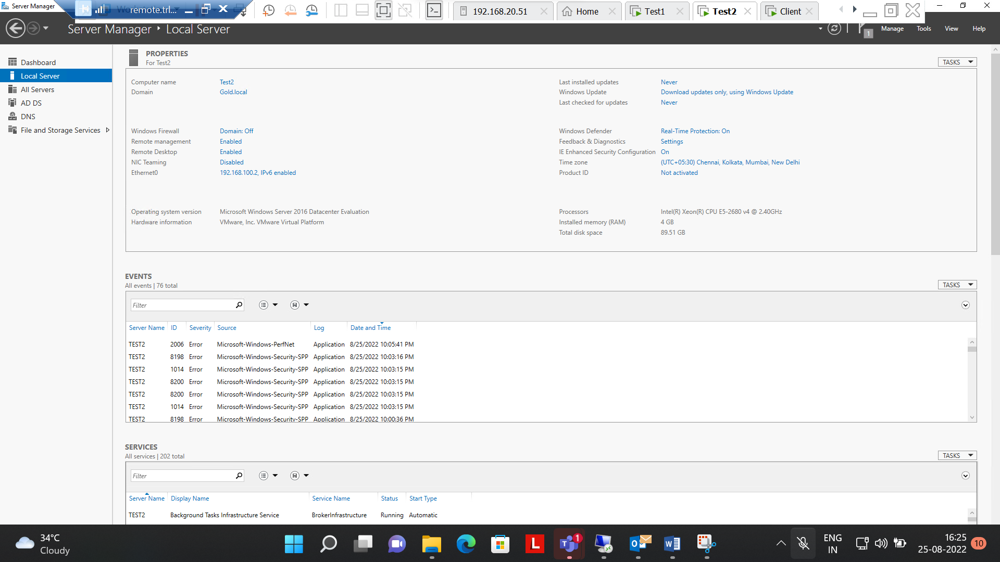 Server Manager
remote.trl...
192.168.20.51
Home
Test1
Test2
Client
Server Manager ‣ Local Server
1
Manage
Tools
View
Help
Dashboard
Local Server
All Servers
AD DS
DNS
File and Storage Services
PROPERTIES
For Test2
TASKS
Computer name Test2
Domain Gold.local
Last installed updates Never
Windows Update Download updates only, using Windows Update
Last checked for updates Never
Windows Firewall Domain: Off
Remote management Enabled
Remote Desktop Enabled
NIC Teaming Disabled
Ethernet0 192.168.100.2, IPv6 enabled
Windows Defender Real-Time Protection: On
Feedback & Diagnostics Settings
IE Enhanced Security Configuration On
Time zone (UTC+05:30) Chennai, Kolkata, Mumbai, New Delhi
Product ID Not activated
Operating system version Microsoft Windows Server 2016 Datacenter Evaluation
Hardware information VMware, Inc. VMware Virtual Platform
Processors Intel(R) Xeon(R) CPU E5-2680 v4 @ 2.40GHz
Installed memory (RAM) 4 GB
Total disk space 89.51 GB
EVENTS
All events | 76 total
TASKS
Filter
Server Name ID Severity Source Log Date and Time
TEST2 2006 Error Microsoft-Windows-PerfNet Application 8/25/2022 10:05:41 PM
TEST2 8198 Error Microsoft-Windows-Security-SPP Application 8/25/2022 10:03:16 PM
TEST2 1014 Error Microsoft-Windows-Security-SPP Application 8/25/2022 10:03:15 PM
TEST2 8200 Error Microsoft-Windows-Security-SPP Application 8/25/2022 10:03:15 PM
TEST2 8200 Error Microsoft-Windows-Security-SPP Application 8/25/2022 10:03:15 PM
TEST2 1014 Error Microsoft-Windows-Security-SPP Application 8/25/2022 10:03:15 PM
TEST2 8198 Error Microsoft-Windows-Security-SPP Application 8/25/2022 10:00:36 PM
SERVICES
All services | 202 total
TASKS
Filter
Server Name Display Name Service Name Status Start Type
TEST2 Background Tasks Infrastructure Service BrokerInfrastructure Running Automatic
34°C
Cloudy
L
T
1
O
W
ENG
IN
16:25
25-08-2022
10